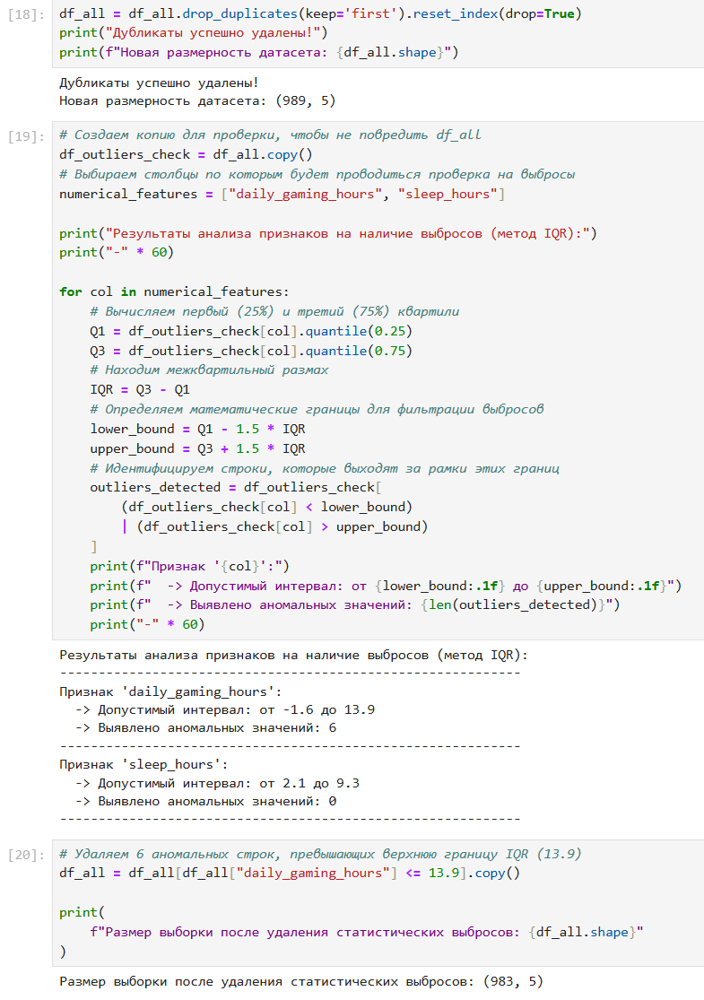 [18]: df_all = df_all.drop_duplicates(keep='first').reset_index(drop=True)
print("Дубликаты успешно удалены!")
print(f"Новая размерность датасета: {df_all.shape}")
Дубликаты успешно удалены!
Новая размерность датасета: (989, 5)
[19]: # Создаем копию для проверки, чтобы не повредить df_all
df_outliers_check = df_all.copy()
# Выбираем столбцы по которым будет проводиться проверка на выбросы
numerical_features = ["daily_gaming_hours", "sleep_hours"]

print("Результаты анализа признаков на наличие выбросов (метод IQR):")
print("-" * 60)

for col in numerical_features:
    # Вычисляем первый (25%) и третий (75%) квартили
    Q1 = df_outliers_check[col].quantile(0.25)
    Q3 = df_outliers_check[col].quantile(0.75)
    # Находим межквартильный размах
    IQR = Q3 - Q1
    # Определяем математические границы для фильтрации выбросов
    lower_bound = Q1 - 1.5 * IQR
    upper_bound = Q3 + 1.5 * IQR
    # Идентифицируем строки, которые выходят за рамки этих границ
    outliers_detected = df_outliers_check[
        (df_outliers_check[col] < lower_bound)
        | (df_outliers_check[col] > upper_bound)
    ]
    print(f"Признак '{col}':")
    print(f"  -> Допустимый интервал: от {lower_bound:.1f} до {upper_bound:.1f}")
    print(f"  -> Выявлено аномальных значений: {len(outliers_detected)}")
    print("-" * 60)
Результаты анализа признаков на наличие выбросов (метод IQR):
------------------------------------------------------------
Признак 'daily_gaming_hours':
  -> Допустимый интервал: от -1.6 до 13.9
  -> Выявлено аномальных значений: 6
------------------------------------------------------------
Признак 'sleep_hours':
  -> Допустимый интервал: от 2.1 до 9.3
  -> Выявлено аномальных значений: 0
------------------------------------------------------------
[20]: # Удаляем 6 аномальных строк, превышающих верхнюю границу IQR (13.9)
df_all = df_all[df_all["daily_gaming_hours"] <= 13.9].copy()

print(
    f"Размер выборки после удаления статистических выбросов: {df_all.shape}"
)
Размер выборки после удаления статистических выбросов: (983, 5)